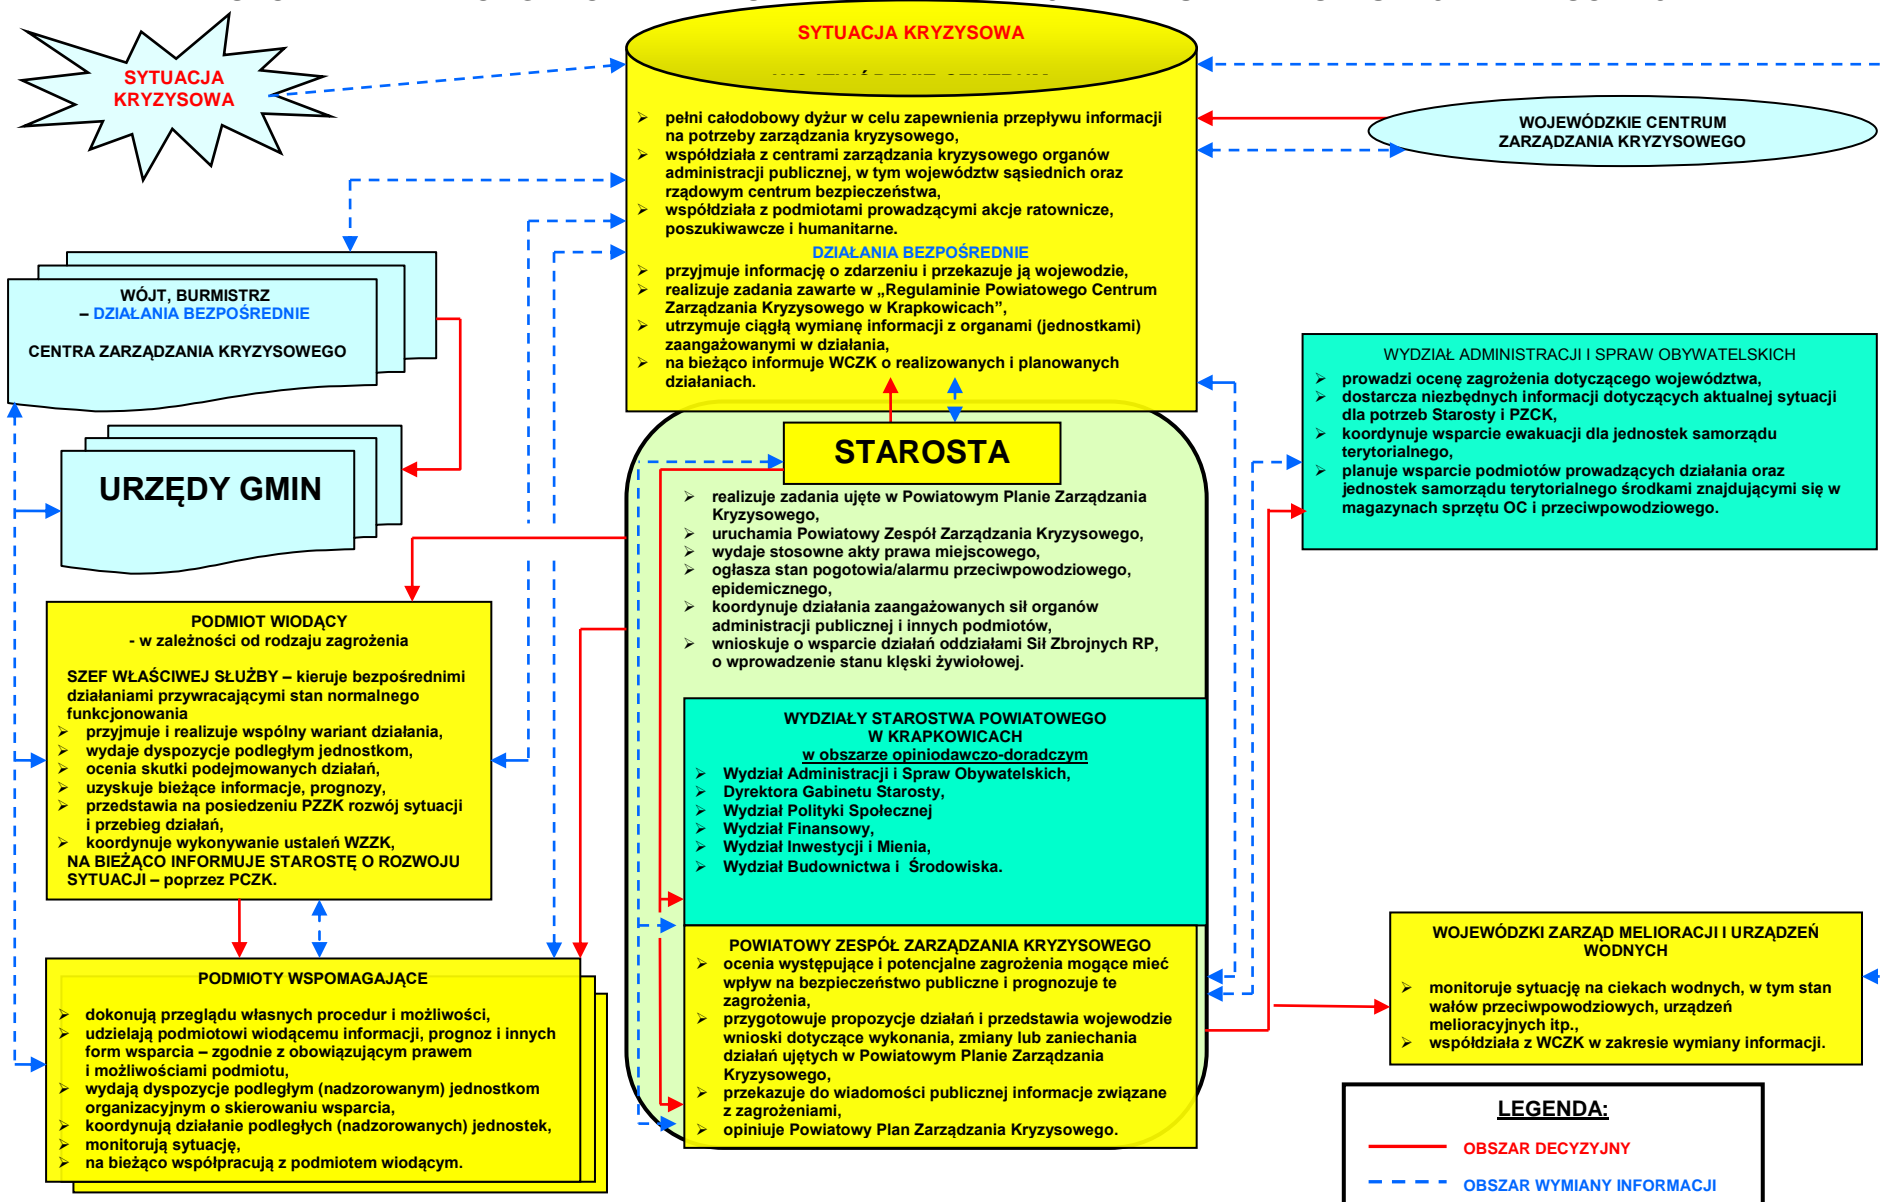 SYTUACJA
KRYZYSOWA
SYTUACJA KRYZYSOWA
pełni całodobowy dyżur w celu zapewnienia przepływu informacji
na potrzeby zarządzania kryzysowego,
współdziała z centrami zarządzania kryzysowego organów
administracji publicznej, w tym województw sąsiednich oraz
rządowym centrum bezpieczeństwa,
współdziała z podmiotami prowadzącymi akcje ratownicze,
poszukiwawcze i humanitarne.
DZIAŁANIA BEZPOŚREDNIE
przyjmuje informację o zdarzeniu i przekazuje ją wojewodzie,
realizuje zadania zawarte w „Regulaminie Powiatowego Centrum
Zarządzania Kryzysowego w Krapkowicach”,
utrzymuje ciągłą wymianę informacji z organami (jednostkami)
zaangażowanymi w działania,
na bieżąco informuje WCZK o realizowanych i planowanych
działaniach.
WOJEWÓDZKIE CENTRUM
ZARZĄDZANIA KRYZYSOWEGO
WÓJT, BURMISTRZ
– DZIAŁANIA BEZPOŚREDNIE
CENTRA ZARZĄDZANIA KRYZYSOWEGO
URZĘDY GMIN
WYDZIAŁ ADMINISTRACJI I SPRAW OBYWATELSKICH
prowadzi ocenę zagrożenia dotyczącego województwa,
dostarcza niezbędnych informacji dotyczących aktualnej sytuacji
dla potrzeb Starosty i PZCK,
koordynuje wsparcie ewakuacji dla jednostek samorządu
terytorialnego,
planuje wsparcie podmiotów prowadzących działania oraz
jednostek samorządu terytorialnego środkami znajdującymi się w
magazynach sprzętu OC i przeciwpowodziowego.
STAROSTA
realizuje zadania ujęte w Powiatowym Planie Zarządzania
Kryzysowego,
uruchamia Powiatowy Zespół Zarządzania Kryzysowego,
wydaje stosowne akty prawa miejscowego,
ogłasza stan pogotowia/alarmu przeciwpowodziowego,
epidemicznego,
koordynuje działania zaangażowanych sił organów
administracji publicznej i innych podmiotów,
wnioskuje o wsparcie działań oddziałami Sił Zbrojnych RP,
o wprowadzenie stanu klęski żywiołowej.
PODMIOT WIODĄCY
- w zależności od rodzaju zagrożenia
SZEF WŁAŚCIWEJ SŁUŻBY – kieruje bezpośrednimi
działaniami przywracającymi stan normalnego
funkcjonowania
przyjmuje i realizuje wspólny wariant działania,
wydaje dyspozycje podległym jednostkom,
ocenia skutki podejmowanych działań,
uzyskuje bieżące informacje, prognozy,
przedstawia na posiedzeniu PZZK rozwój sytuacji
i przebieg działań,
koordynuje wykonywanie ustaleń WZZK,
NA BIEŻĄCO INFORMUJE STAROSTĘ O ROZWOJU
SYTUACJI – poprzez PCZK.
WYDZIAŁY STAROSTWA POWIATOWEGO
W KRAPKOWICACH
w obszarze opiniodawczo-doradczym
Wydział Administracji i Spraw Obywatelskich,
Dyrektora Gabinetu Starosty,
Wydział Polityki Społecznej
Wydział Finansowy,
Wydział Inwestycji i Mienia,
Wydział Budownictwa i Środowiska.
POWIATOWY ZESPÓŁ ZARZĄDZANIA KRYZYSOWEGO
ocenia występujące i potencjalne zagrożenia mogące mieć
wpływ na bezpieczeństwo publiczne i prognozuje te
zagrożenia,
przygotowuje propozycje działań i przedstawia wojewodzie
wnioski dotyczące wykonania, zmiany lub zaniechania
działań ujętych w Powiatowym Planie Zarządzania
Kryzysowego,
przekazuje do wiadomości publicznej informacje związane
z zagrożeniami,
opiniuje Powiatowy Plan Zarządzania Kryzysowego.
PODMIOTY WSPOMAGAJĄCE
dokonują przeglądu własnych procedur i możliwości,
udzielają podmiotowi wiodącemu informacji, prognoz i innych
form wsparcia – zgodnie z obowiązującym prawem
i możliwościami podmiotu,
wydają dyspozycje podległym (nadzorowanym) jednostkom
organizacyjnym o skierowaniu wsparcia,
koordynują działanie podległych (nadzorowanych) jednostek,
monitorują sytuację,
na bieżąco współpracują z podmiotem wiodącym.
WOJEWÓDZKI ZARZĄD MELIORACJI I URZĄDZEŃ
WODNYCH
monitoruje sytuację na ciekach wodnych, w tym stan
wałów przeciwpowodziowych, urządzeń
melioracyjnych itp.,
współdziała z WCZK w zakresie wymiany informacji.
LEGENDA:
OBSZAR DECYZYJNY
OBSZAR WYMIANY INFORMACJI